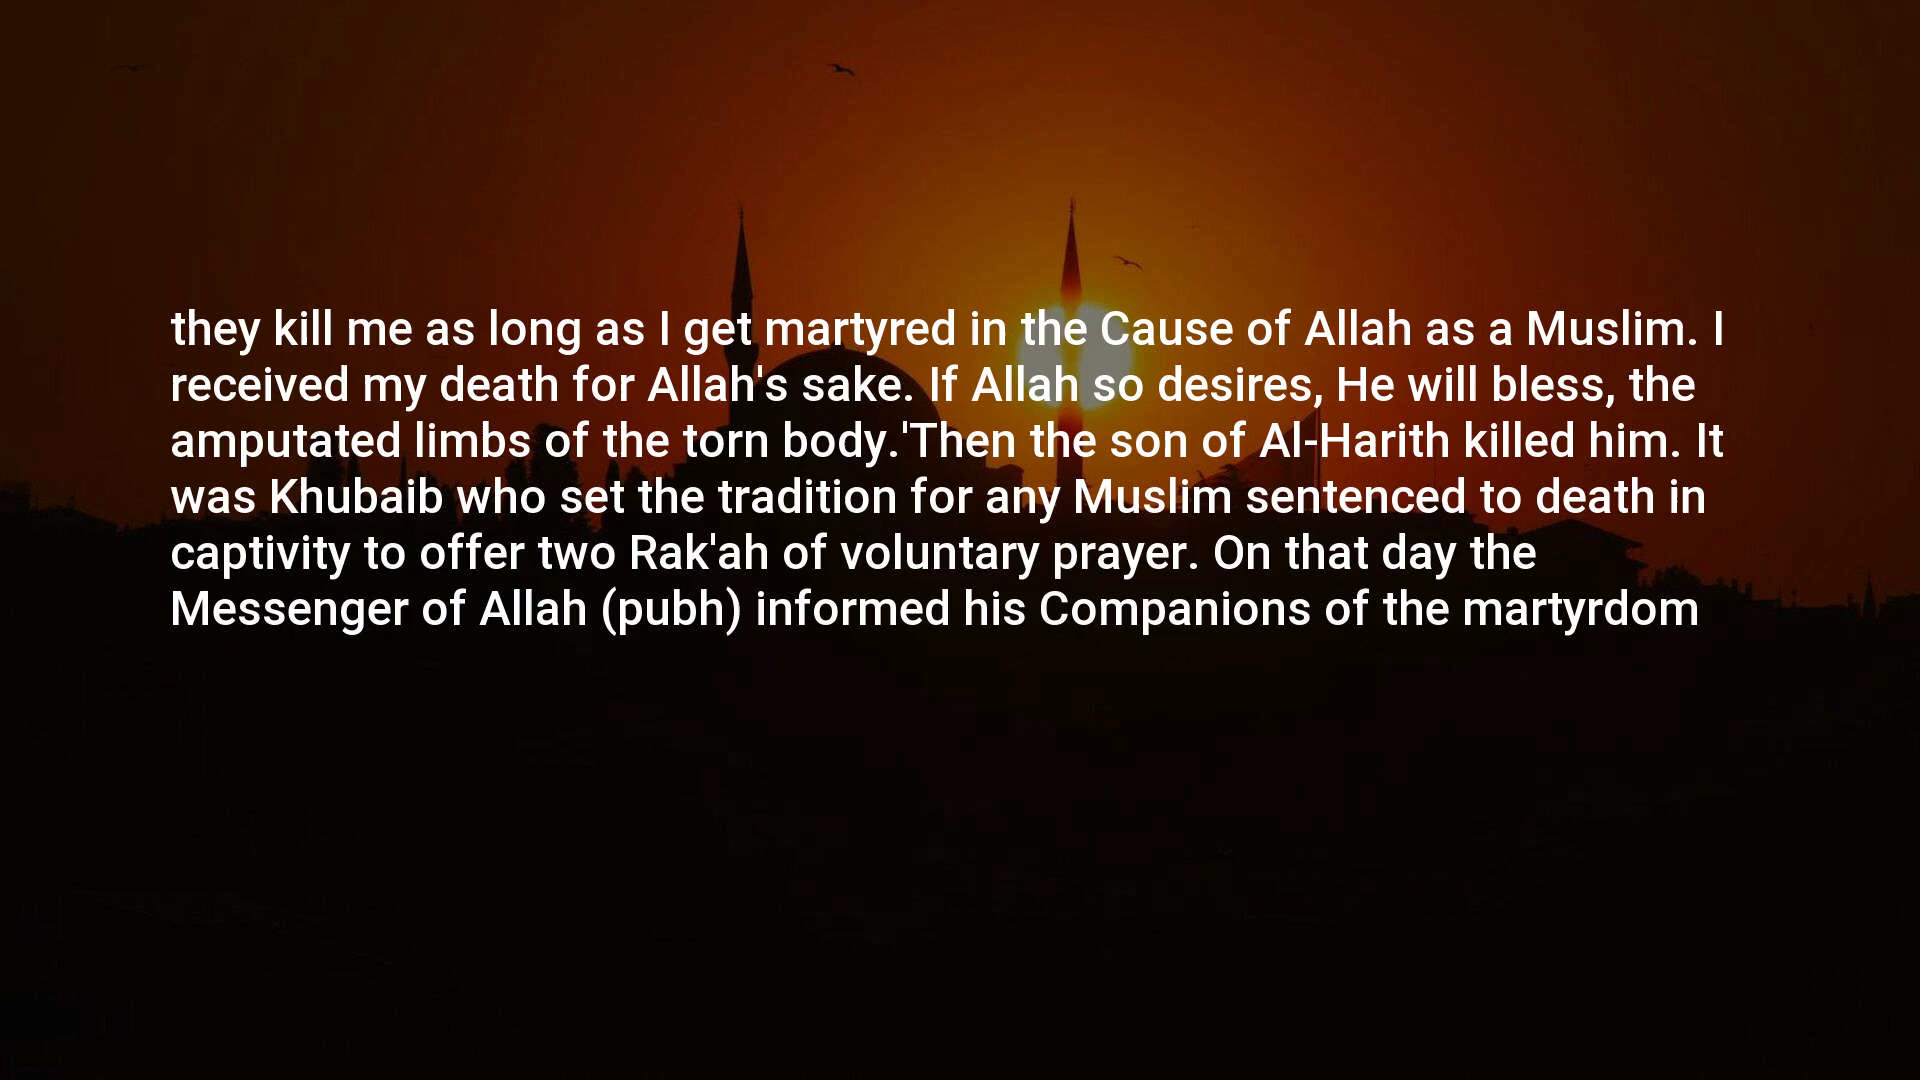 they kill me as long as I get martyred in the Cause of Allah as a Muslim. I
received my death for Allah's sake. If Allah so desires, He will bless, the
amputated limbs of the torn body.'Then the son of Al-Harith killed him. It
was Khubaib who set the tradition for any Muslim sentenced to death in
captivity to offer two Rak'ah of voluntary prayer. On that day the
Messenger of Allah (pubh) informed his Companions of the martyrdom